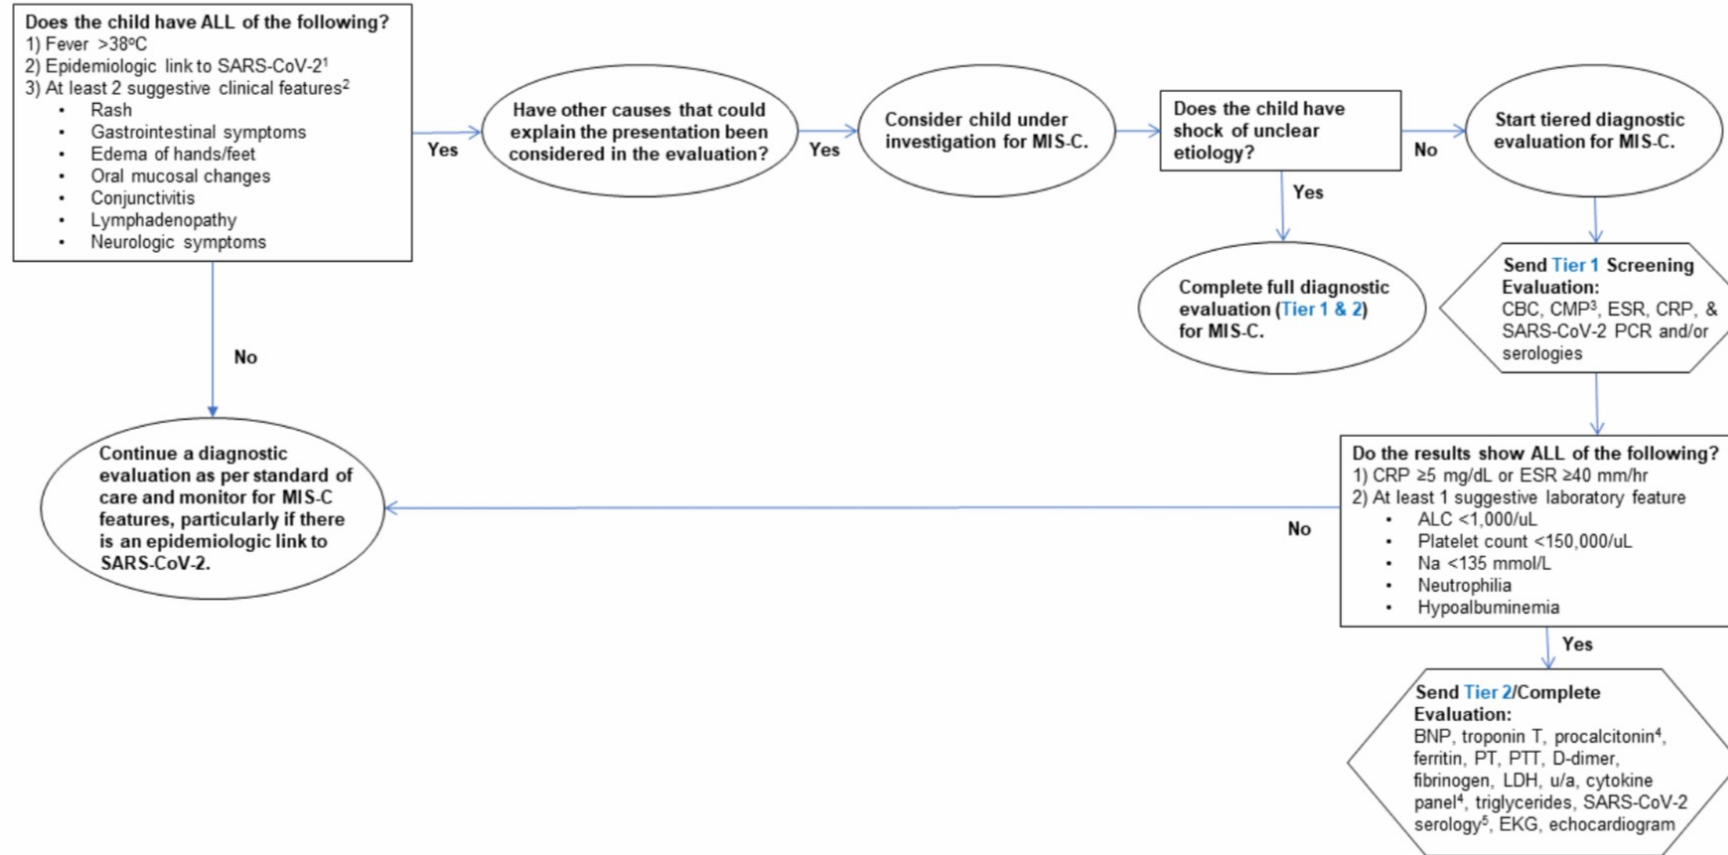 Does the child have ALL of the following?
1) Fever >38ºC
2) Epidemiologic link to SARS-CoV-2¹
3) At least 2 suggestive clinical features²
• Rash
• Gastrointestinal symptoms
• Edema of hands/feet
• Oral mucosal changes
• Conjunctivitis
• Lymphadenopathy
• Neurologic symptoms
Yes
Have other causes that could
explain the presentation been
considered in the evaluation?
Yes
Consider child under
investigation for MIS-C.
Does the child have
shock of unclear
etiology?
No
Start tiered diagnostic
evaluation for MIS-C.
Yes
Complete full diagnostic
evaluation (Tier 1 & 2)
for MIS-C.
Send Tier 1 Screening
Evaluation:
CBC, CMP³, ESR, CRP, &
SARS-CoV-2 PCR and/or
serologies
No
Continue a diagnostic
evaluation as per standard of
care and monitor for MIS-C
features, particularly if there
is an epidemiologic link to
SARS-CoV-2.
Do the results show ALL of the following?
1) CRP ≥5 mg/dL or ESR ≥40 mm/hr
2) At least 1 suggestive laboratory feature
• ALC <1,000/uL
• Platelet count <150,000/uL
• Na <135 mmol/L
• Neutrophilia
• Hypoalbuminemia
No
Yes
Send Tier 2/Complete
Evaluation:
BNP, troponin T, procalcitonin⁴,
ferritin, PT, PTT, D-dimer,
fibrinogen, LDH, u/a, cytokine
panel⁴, triglycerides, SARS-CoV-2
serology⁵, EKG, echocardiogram